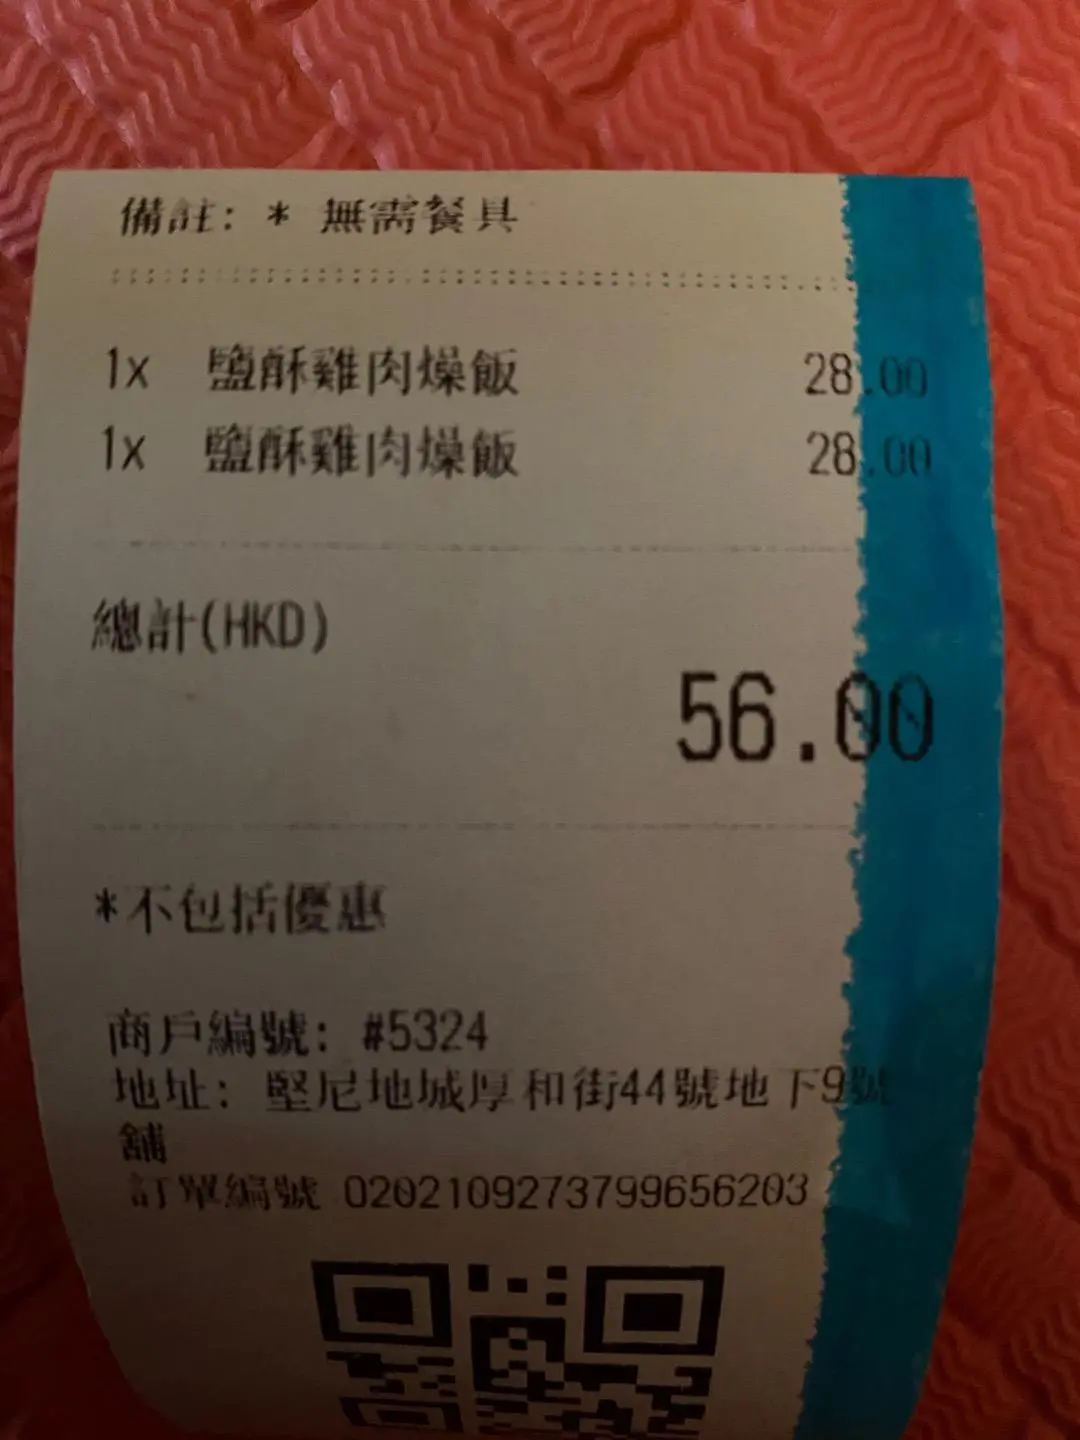 備註: * 無需餐具
1x 鹽酥雞肉燥飯 28.00
1x 鹽酥雞肉燥飯 28.00
總計(HKD)
56.00
*不包括優惠
商戶編號: #5324
地址: 堅尼地城厚和街44號地下9號
舖
訂單編號 0202109273799656203